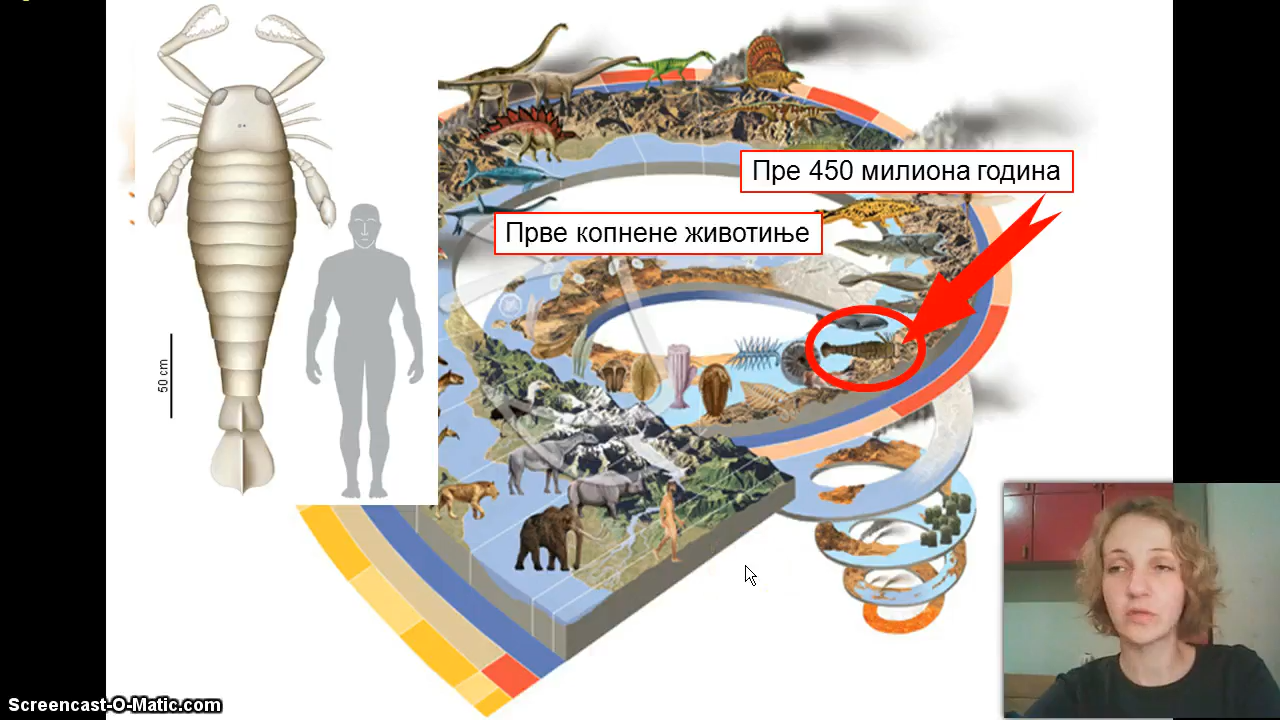 Пре 450 милиона година
Прве копнене животиње
50 cm
Screencast-O-Matic.com